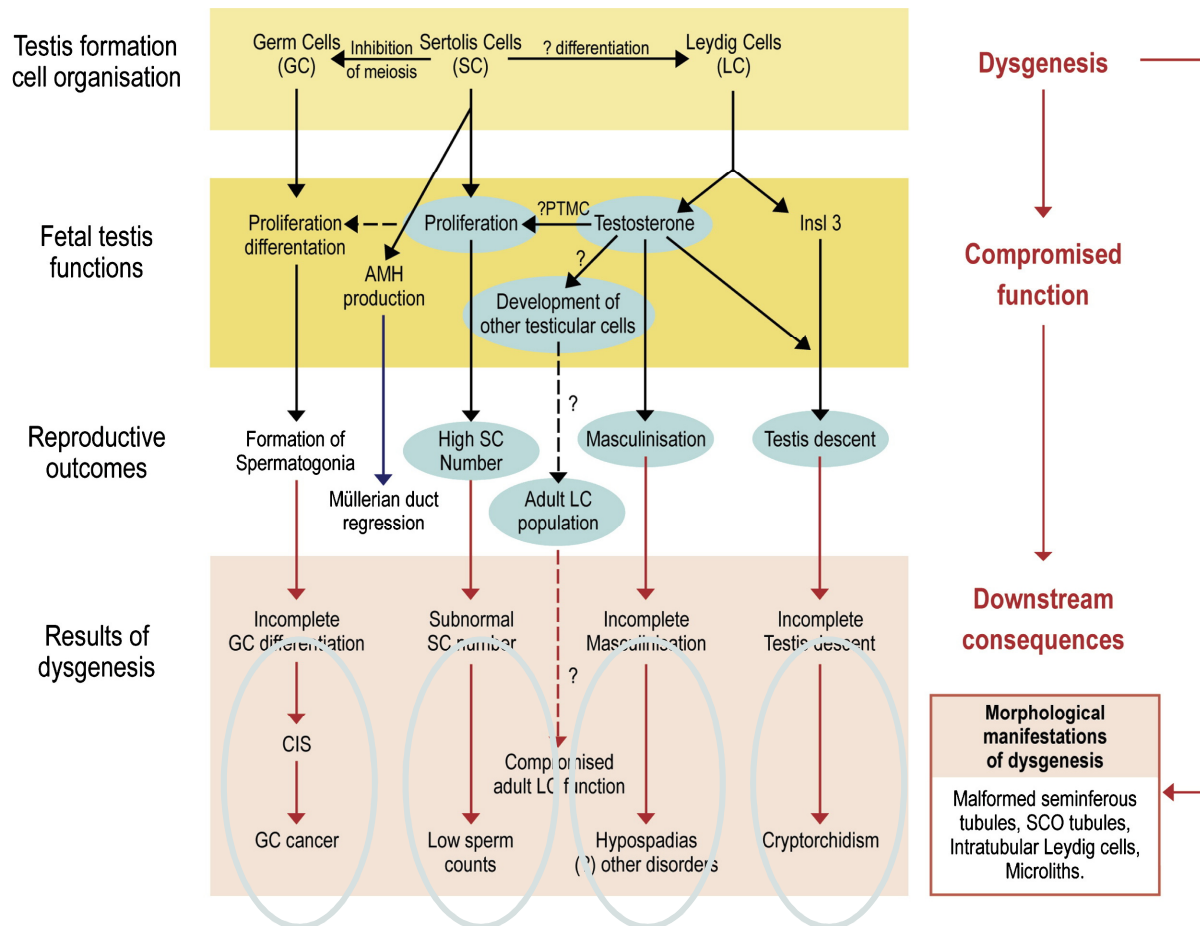 Testis formation
cell organisation
Germ Cells
(GC)
Inhibition
of meiosis
Sertolis Cells
(SC)
? differentiation
Leydig Cells
(LC)
Dysgenesis
Fetal testis
functions
Proliferation
differentation
Proliferation
?PTMC
Testosterone
Insl 3
AMH
production
?
Development of
other testicular cells
Compromised
function
?
Reproductive
outcomes
Formation of
Spermatogonia
High SC
Number
Masculinisation
Testis descent
Müllerian duct
regression
Adult LC
population
Results of
dysgenesis
Incomplete
GC differentiation
Subnormal
SC number
Incomplete
Masculinisation
Incomplete
Testis descent
?
Downstream
consequences
CIS
Compromised
adult LC function
GC cancer
Low sperm
counts
Hypospadias
(?) other disorders
Cryptorchidism
Morphological
manifestations
of dysgenesis
Malformed seminferous
tubules, SCO tubules,
Intratubular Leydig cells,
Microliths.